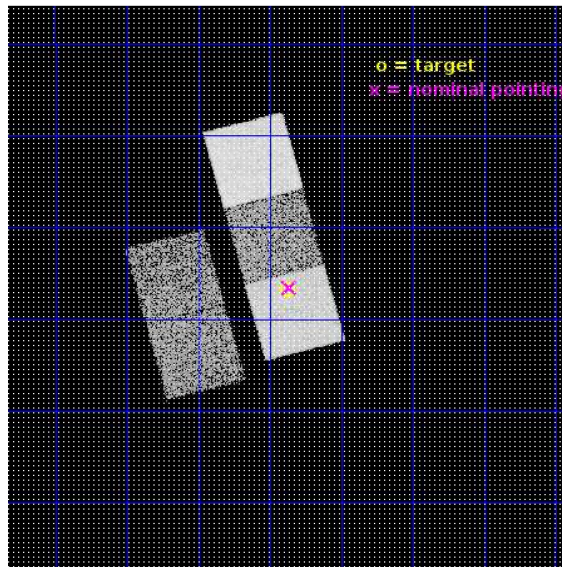 o = target
x = nominal pointing